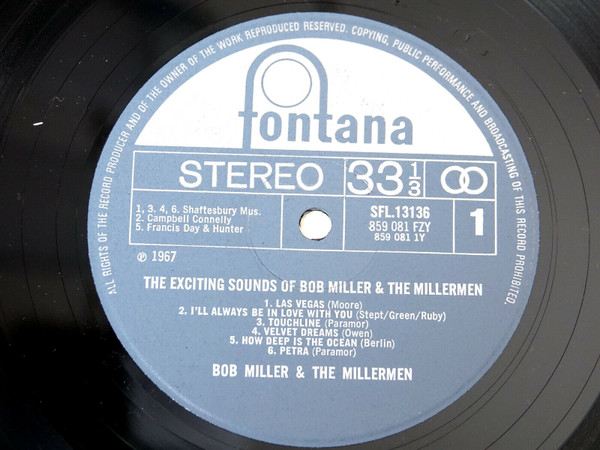 ALL RIGHTS OF THE RECORD PRODUCER AND OF THE OWNER OF THE WORK REPRODUCED RESERVED. COPYING, PUBLIC PERFORMANCE AND BROADCASTING OF THIS RECORD PROHIBITED.
fontana
STEREO 33⅓
1, 3, 4, 6. Shaftesbury Mus.
2. Campbell Connelly
5. Francis Day & Hunter
SFL.13136
859 081 FZY
859 081 1Y
1
℗ 1967
THE EXCITING SOUNDS OF BOB MILLER & THE MILLERMEN
1. LAS VEGAS (Moore)
2. I'LL ALWAYS BE IN LOVE WITH YOU (Stept/Green/Ruby)
3. TOUCHLINE (Paramor)
4. VELVET DREAMS (Owen)
5. HOW DEEP IS THE OCEAN (Berlin)
6. PETRA (Paramor)
BOB MILLER & THE MILLERMEN